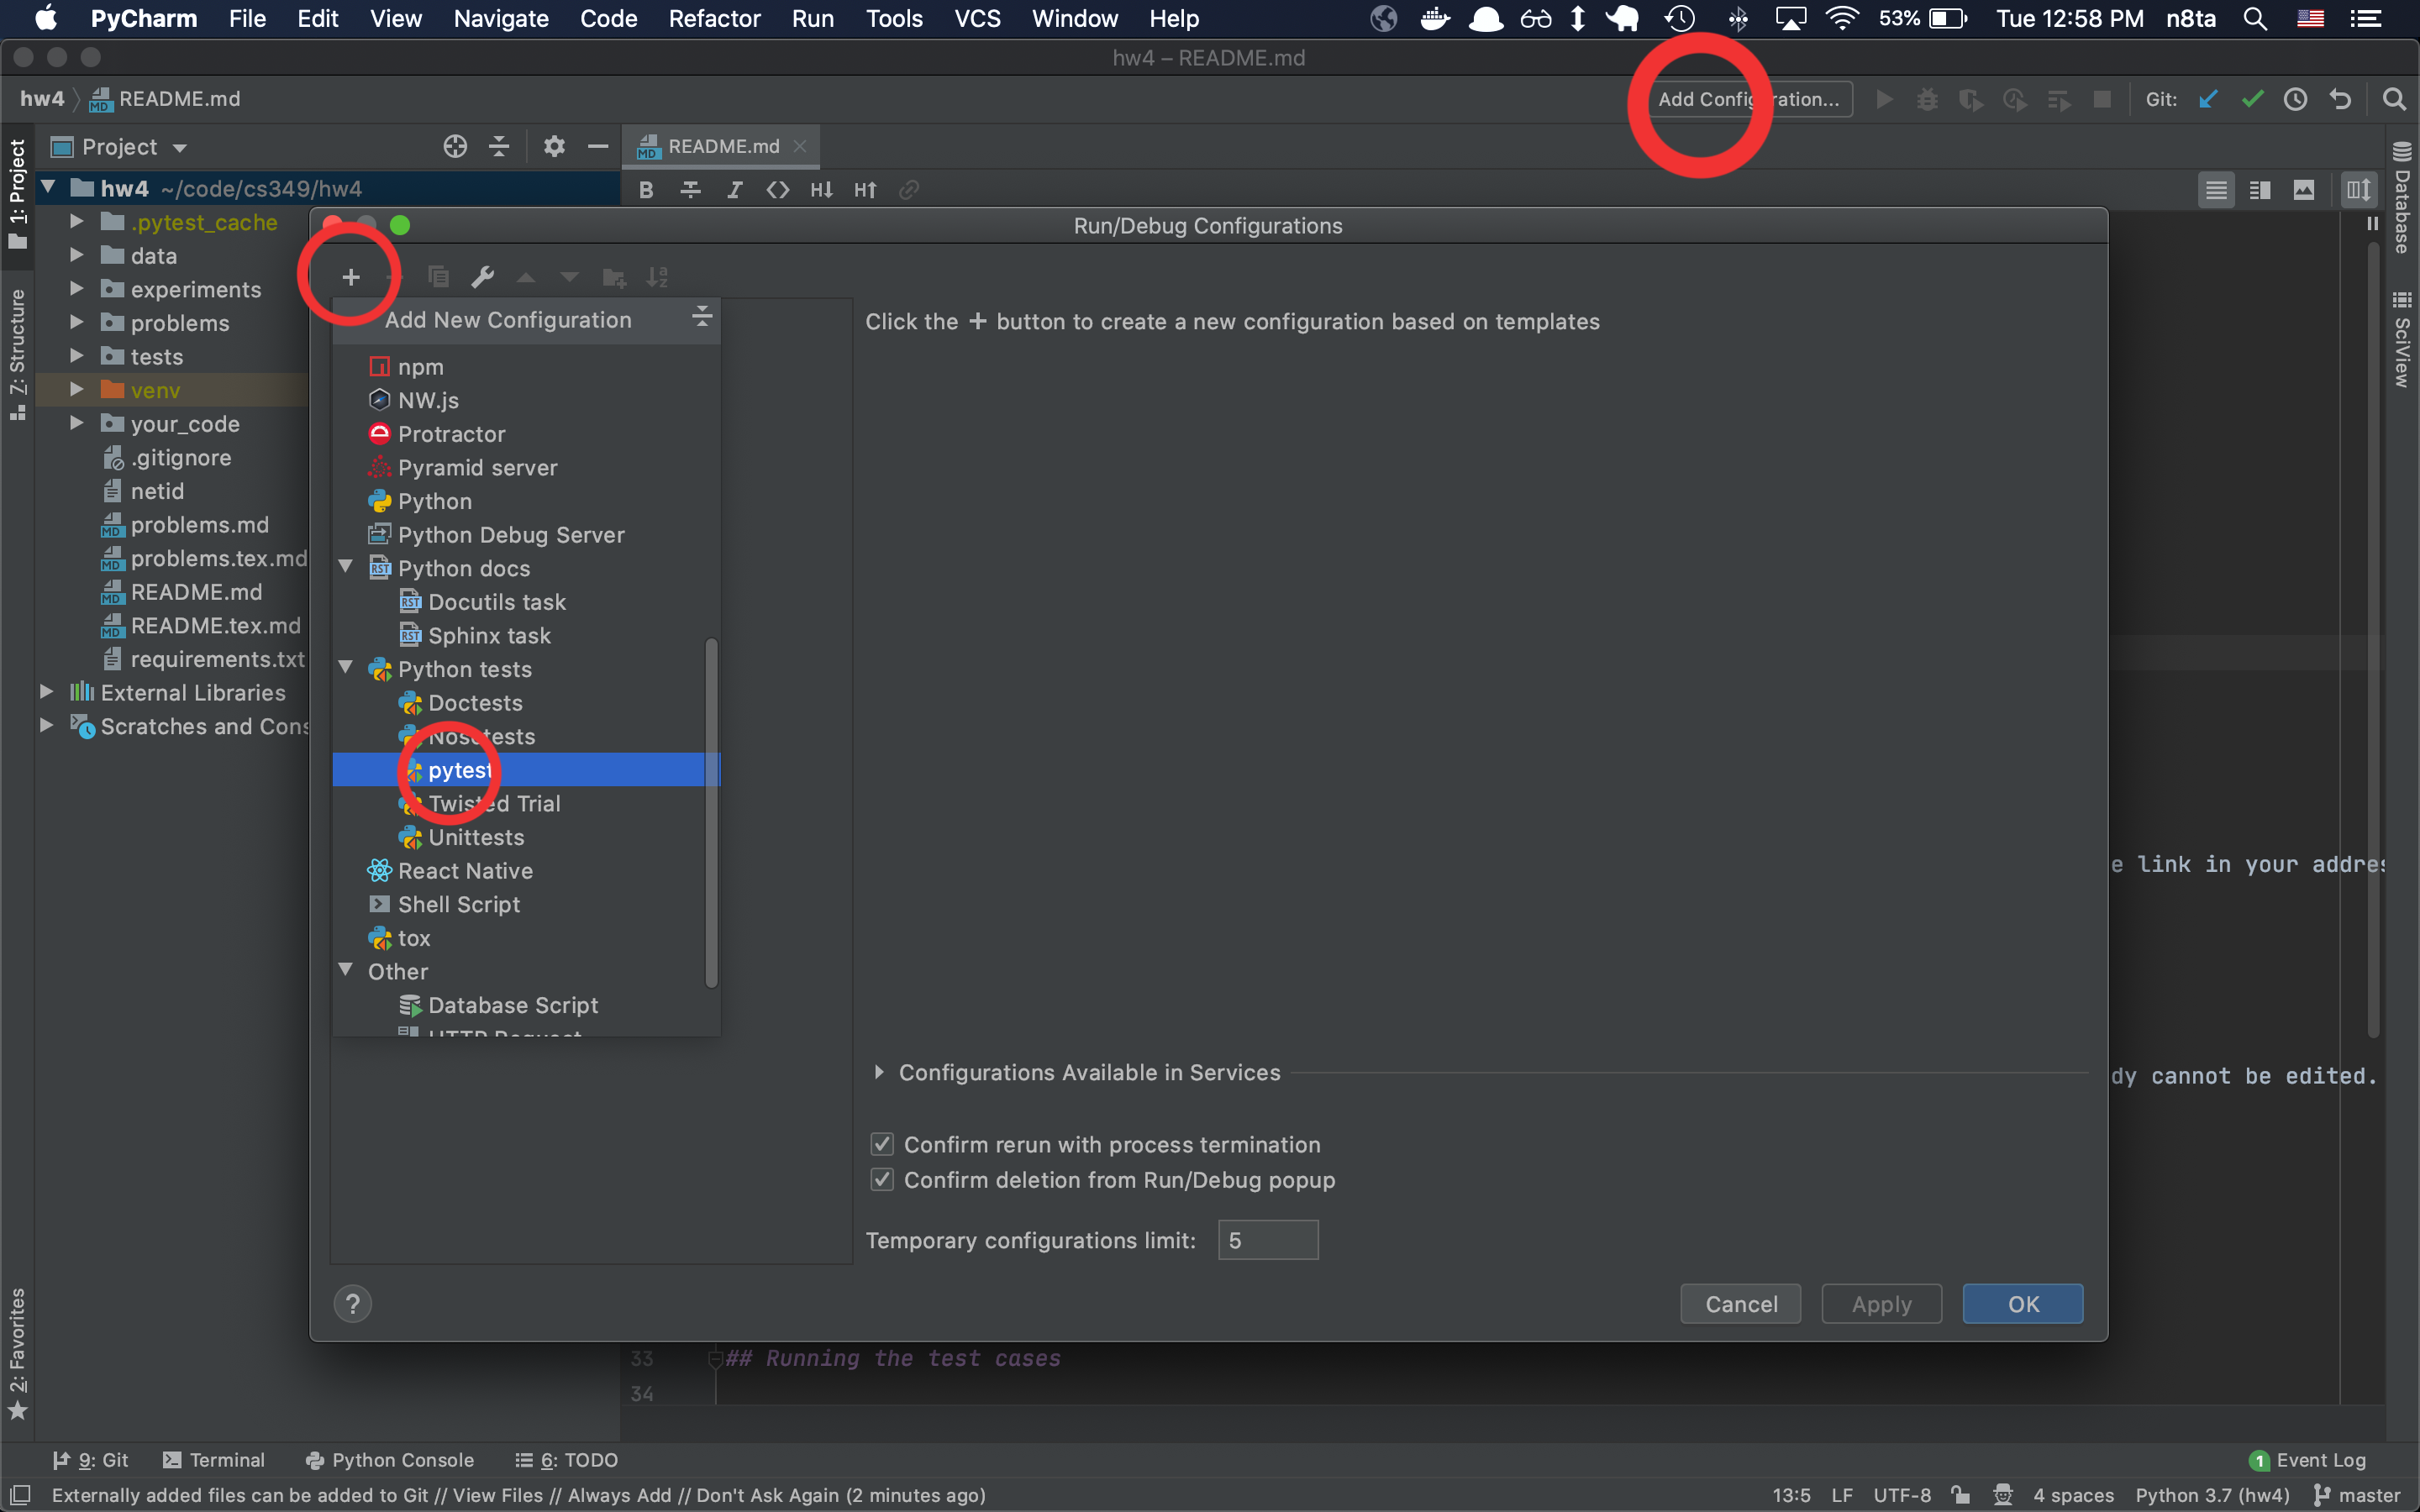 PyCharm File Edit View Navigate Code Refactor Run Tools VCS Window Help 53% Tue 12:58 PM n8ta
hw4 – README.md
hw4 README.md Add Configuration... Git:
1: Project
Project README.md
hw4 ~/code/cs349/hw4 B I H↓ H↑
.pytest_cache
data
experiments
problems
tests
venv
your_code
.gitignore
netid
problems.md
problems.tex.md
README.md
README.tex.md
requirements.txt
External Libraries
Scratches and Cons
Z: Structure
2: Favorites
Database
SciView
Run/Debug Configurations
Add New Configuration
Click the + button to create a new configuration based on templates
npm
NW.js
Protractor
Pyramid server
Python
Python Debug Server
Python docs
Docutils task
Sphinx task
Python tests
Doctests
Nosetests
pytest
Twisted Trial
Unittests
React Native
Shell Script
tox
Other
Database Script
HTTP Request
e link in your addres
dy cannot be edited.
Configurations Available in Services
Confirm rerun with process termination
Confirm deletion from Run/Debug popup
Temporary configurations limit: 5
? Cancel Apply OK
33 ## Running the test cases
34
9: Git Terminal Python Console 6: TODO 1 Event Log
Externally added files can be added to Git // View Files // Always Add // Don't Ask Again (2 minutes ago) 13:5 LF UTF-8 4 spaces Python 3.7 (hw4) master